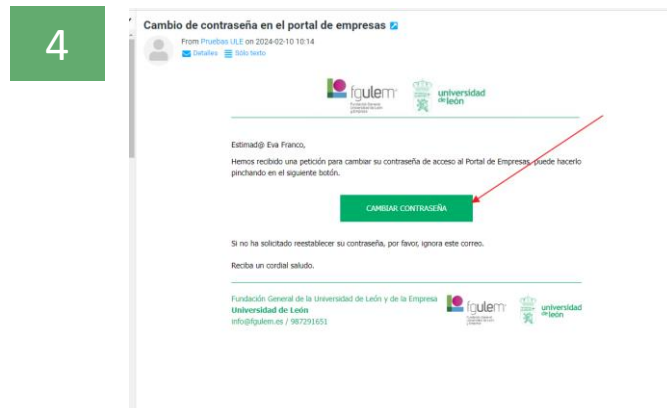 4
Cambio de contraseña en el portal de empresas
From Pruebas ULE on 2024-02-10 10:14
Detalles Sólo texto
fgulem
universidad
de león
Estimad@ Eva Franco,
Hemos recibido una petición para cambiar su contraseña de acceso al Portal de Empresas, puede hacerlo
pinchando en el siguiente botón.
CAMBIAR CONTRASEÑA
Si no ha solicitado reestablecer su contraseña, por favor, ignora este correo.
Reciba un cordial saludo.
Fundación General de la Universidad de León y de la Empresa
Universidad de León
info@fgulem.es / 987291651
fgulem
universidad
de león